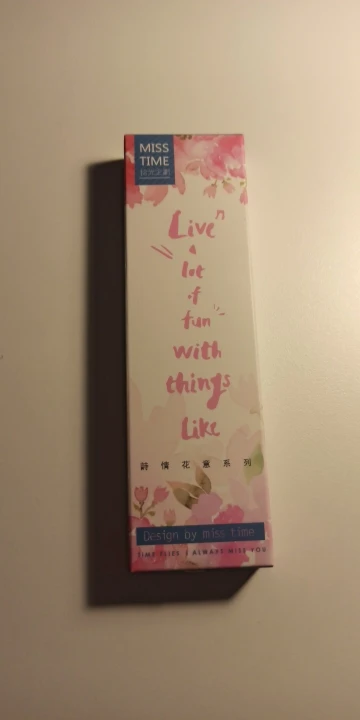 MISS
TIME
Live
a
lot
of
fun
with
things
Like
詩情花意系列
Design by miss time
TIME FLIES I ALWAYS MISS YOU